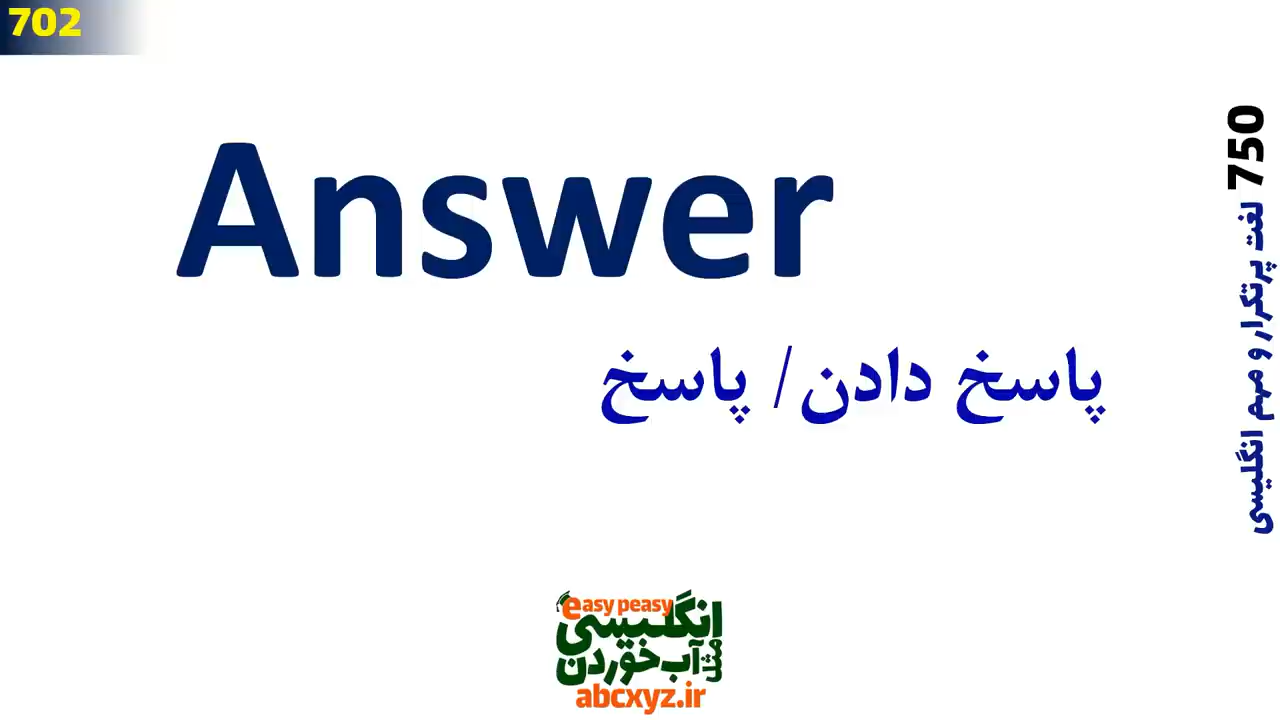 702
Answer
پاسخ دادن/ پاسخ
750 لغت پرتکرار و مهم انگلیسی
easy peasy
انگلیسی
مثل آب خوردن
abcxyz.ir